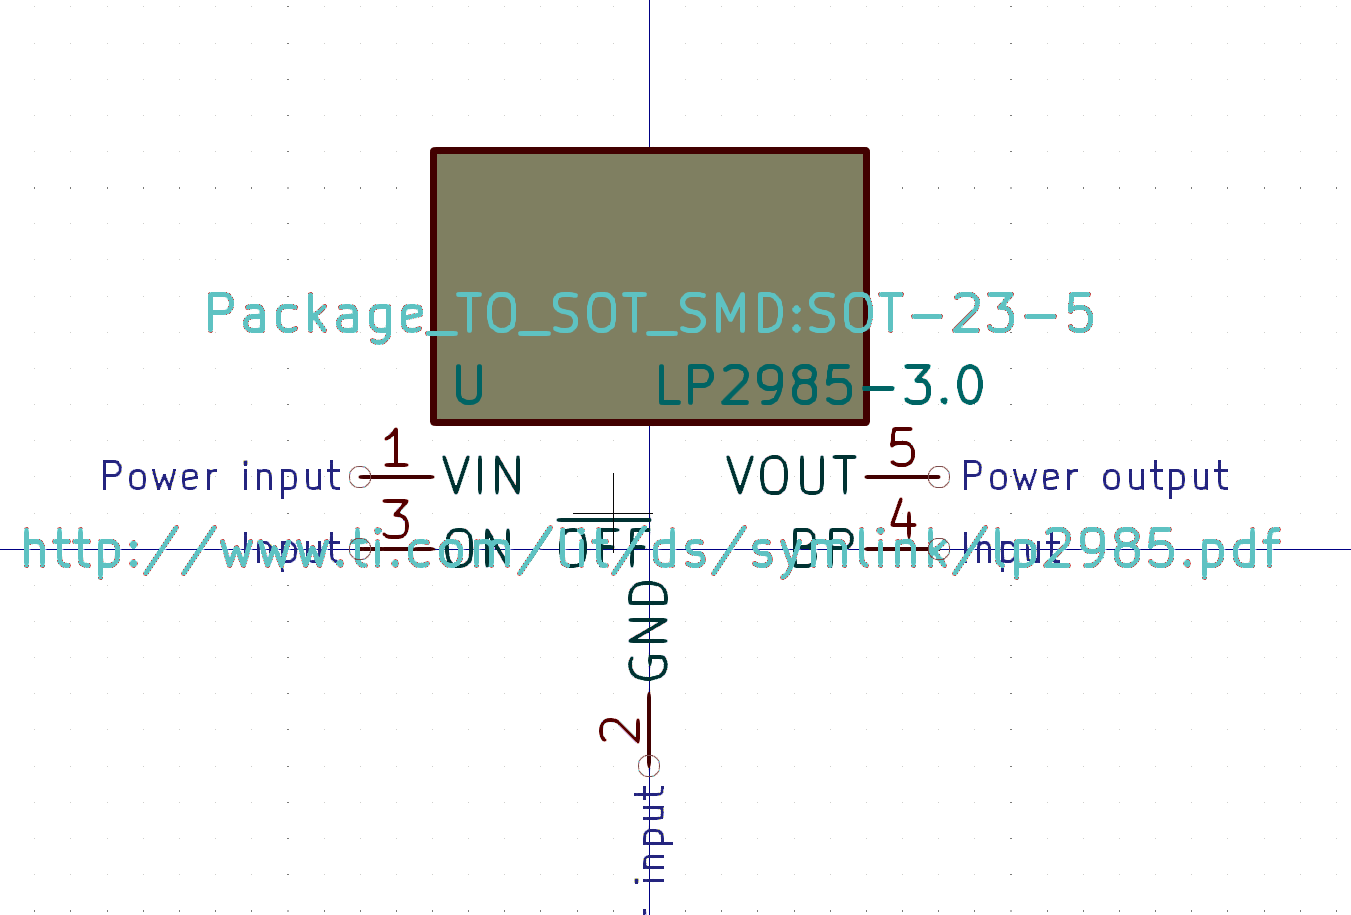 Package_TO_SOT_SMD:SOT-23-5
U LP2985-3.0
1 5
Power input VIN VOUT Power output
3 4
Input ON OFF BP Input
http://www.ti.com/lit/ds/symlink/lp2985.pdf
GND
2
input